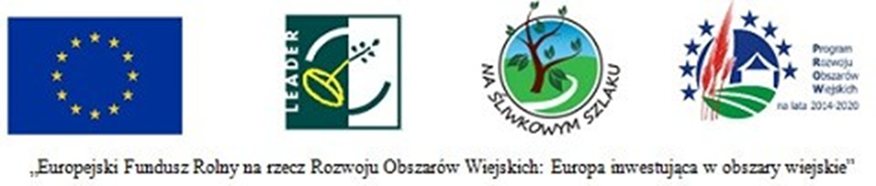 LEADER
NA ŚLIWKOWYM SZLAKU
Program
Rozwoju
Obszarów
Wiejskich
na lata 2014-2020
„Europejski Fundusz Rolny na rzecz Rozwoju Obszarów Wiejskich: Europa inwestująca w obszary wiejskie”